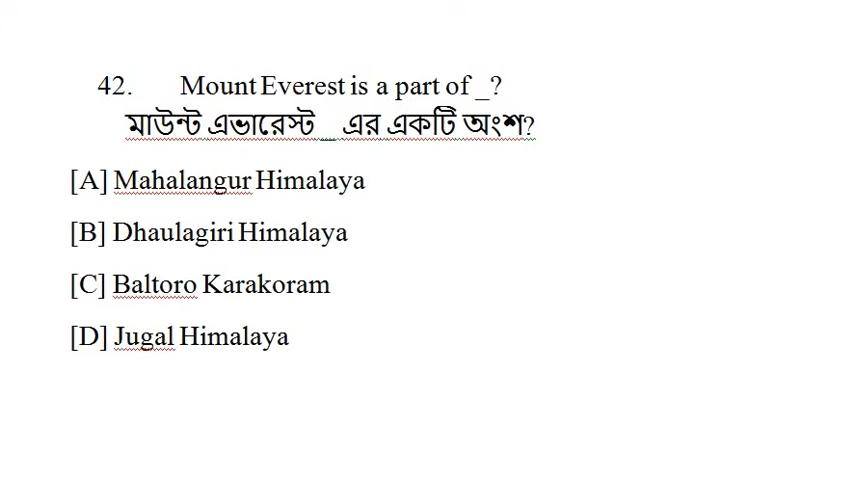 42. Mount Everest is a part of _?
মাউন্ট এভারেস্ট _ এর একটি অংশ?
[A] Mahalangur Himalaya
[B] Dhaulagiri Himalaya
[C] Baltoro Karakoram
[D] Jugal Himalaya